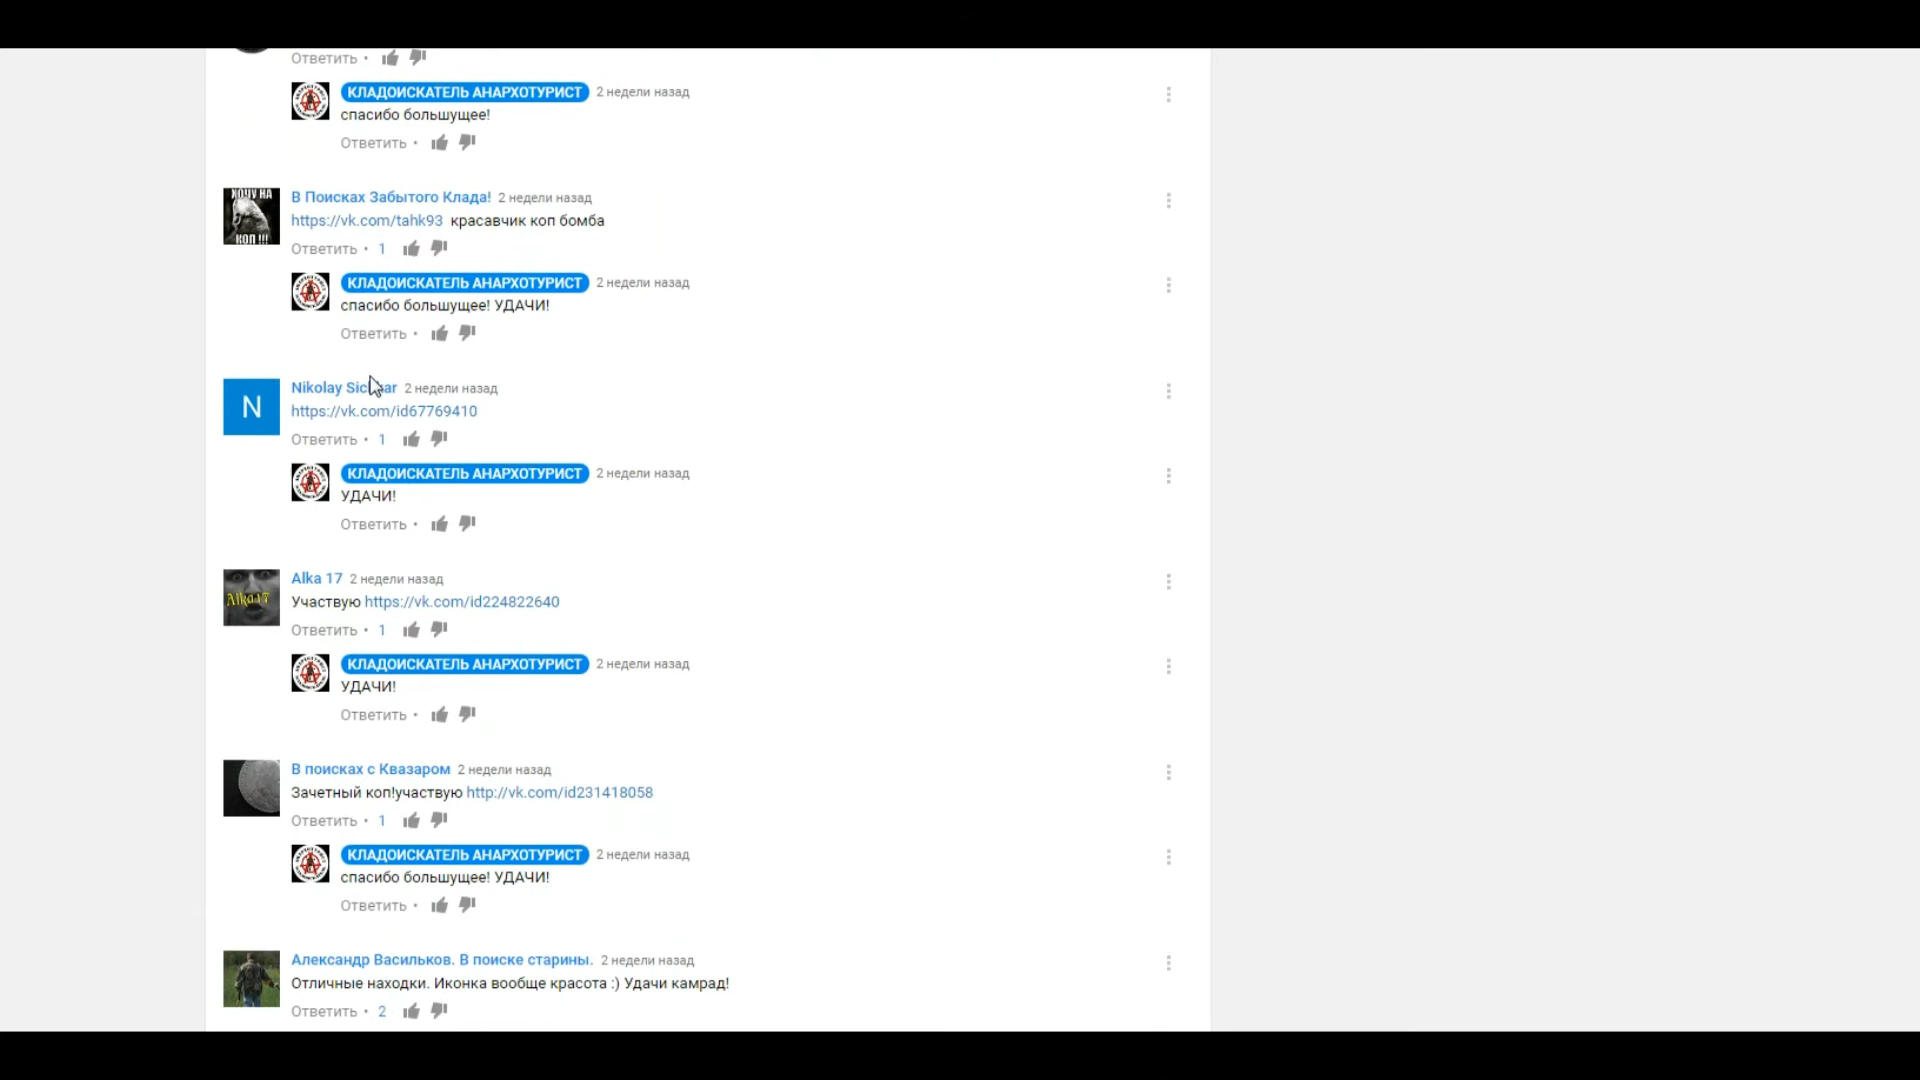 Ответить •
КЛАДОИСКАТЕЛЬ АНАРХОТУРИСТ 2 недели назад
спасибо большущее!
Ответить •
ХОЧУ НА
КОП !!!
В Поисках Забытого Клада! 2 недели назад
https://vk.com/tahk93 красавчик коп бомба
Ответить • 1
КЛАДОИСКАТЕЛЬ АНАРХОТУРИСТ 2 недели назад
спасибо большущее! УДАЧИ!
Ответить •
N
Nikolay 2 недели назад
https://vk.com/id67769410
Ответить • 1
КЛАДОИСКАТЕЛЬ АНАРХОТУРИСТ 2 недели назад
УДАЧИ!
Ответить •
Alka17
Alka 17 2 недели назад
Участвую https://vk.com/id224822640
Ответить • 1
КЛАДОИСКАТЕЛЬ АНАРХОТУРИСТ 2 недели назад
УДАЧИ!
Ответить •
В поисках с Квазаром 2 недели назад
Зачетный коп!участвую http://vk.com/id231418058
Ответить • 1
КЛАДОИСКАТЕЛЬ АНАРХОТУРИСТ 2 недели назад
спасибо большущее! УДАЧИ!
Ответить •
Александр Васильков. В поиске старины. 2 недели назад
Отличные находки. Иконка вообще красота :) Удачи камрад!
Ответить • 2